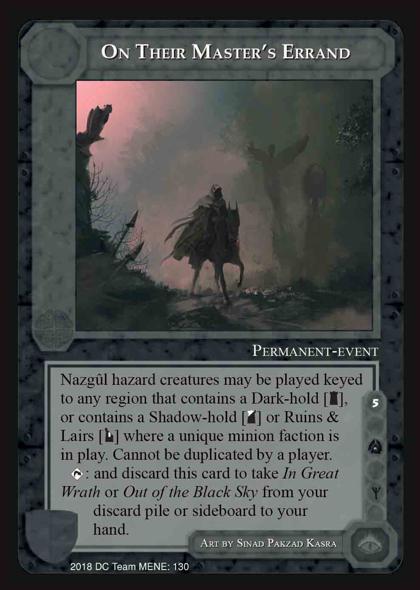 On Their Master's Errand
Permanent-event
Nazgûl hazard creatures may be played keyed
to any region that contains a Dark-hold [],
or contains a Shadow-hold [] or Ruins &
Lairs [] where a unique minion faction is
in play. Cannot be duplicated by a player.
: and discard this card to take In Great
Wrath or Out of the Black Sky from your
discard pile or sideboard to your
hand.
5
Art by Sinad Pakzad Kasra
2018 DC Team MENE: 130